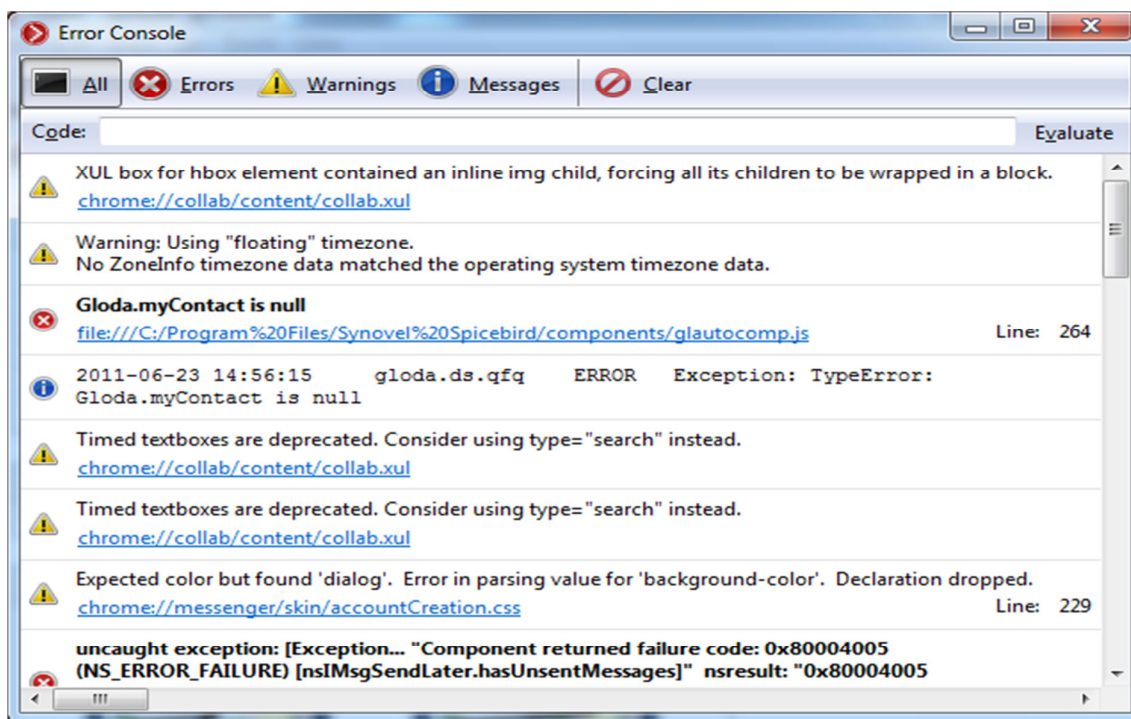 Error Console
All Errors Warnings Messages Clear
Code: Evaluate
XUL box for hbox element contained an inline img child, forcing all its children to be wrapped in a block.
chrome://collab/content/collab.xul
Warning: Using "floating" timezone.
No ZoneInfo timezone data matched the operating system timezone data.
Gloda.myContact is null
file:///C:/Program%20Files/Synovel%20Spicebird/components/glautocomp.js Line: 264
2011-06-23 14:56:15 gloda.ds.qfq ERROR Exception: TypeError:
Gloda.myContact is null
Timed textboxes are deprecated. Consider using type="search" instead.
chrome://collab/content/collab.xul
Timed textboxes are deprecated. Consider using type="search" instead.
chrome://collab/content/collab.xul
Expected color but found 'dialog'. Error in parsing value for 'background-color'. Declaration dropped.
chrome://messenger/skin/accountCreation.css Line: 229
uncaught exception: [Exception... "Component returned failure code: 0x80004005
(NS_ERROR_FAILURE) [nsIMsgSendLater.hasUnsentMessages]" nsresult: "0x80004005